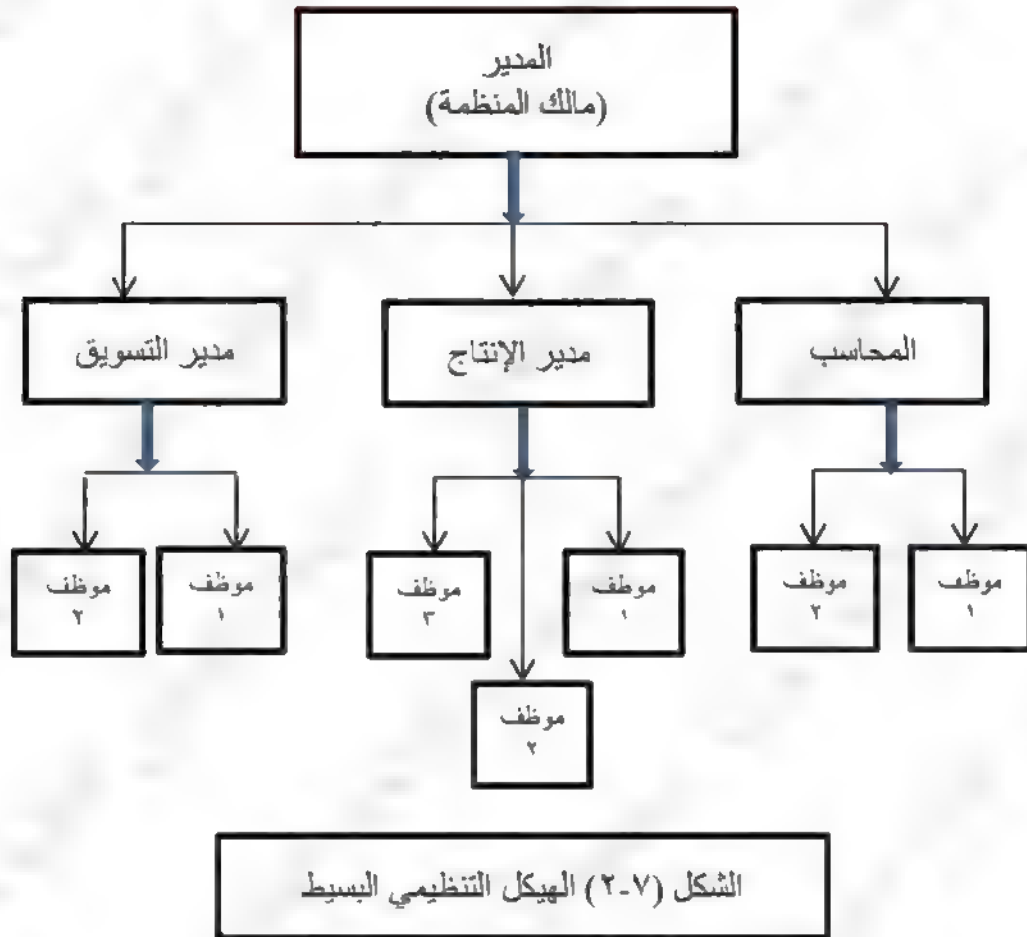 المدير
(مالك المنظمة)
المحاسب
مدير الإنتاج
مدير التسويق
موظف
١
موظف
٢
موظف
١
موظف
٣
موظف
١
موظف
٢
موظف
٢
الشكل (٧-٢) الهيكل التنظيمي البسيط